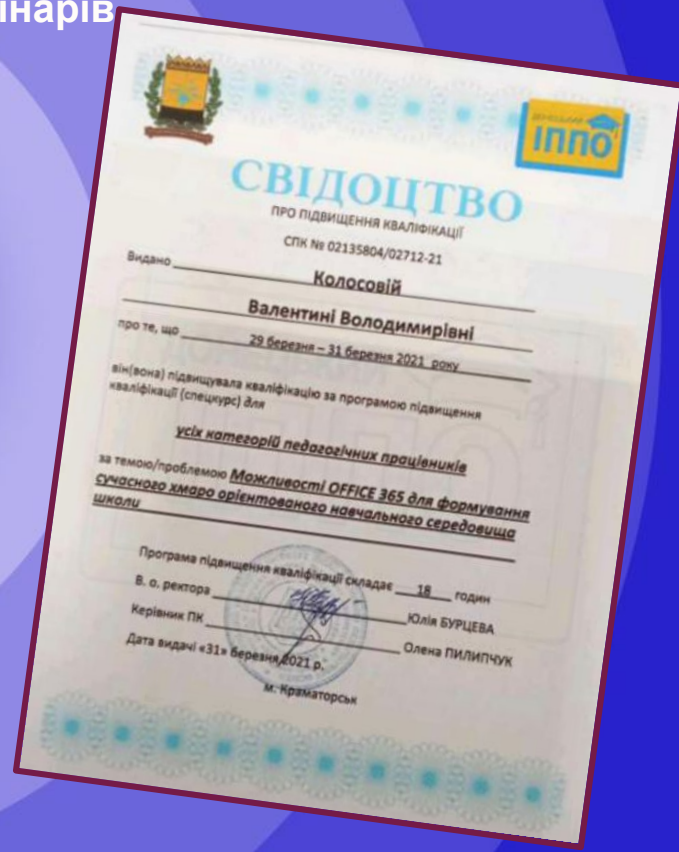 інарів
ДОНЕЦЬКИЙ
ІППО
СВІДОЦТВО
ПРО ПІДВИЩЕННЯ КВАЛІФІКАЦІЇ
СПК № 02135804/02712-21
Видано Колосовій
Валентині Володимирівні
про те, що 29 березня – 31 березня 2021 року
він(вона) підвищувала кваліфікацію за програмою підвищення
кваліфікації (спецкурс) для
усіх категорій педагогічних працівників
за темою/проблемою Можливості OFFICE 365 для формування
сучасного хмаро орієнтованого навчального середовища
школи
Програма підвищення кваліфікації складає 18 годин
В. о. ректора Юлія БУРЦЕВА
Керівник ПК Олена ПИЛИПЧУК
Дата видачі «31» березня 2021 р.
м. Краматорськ